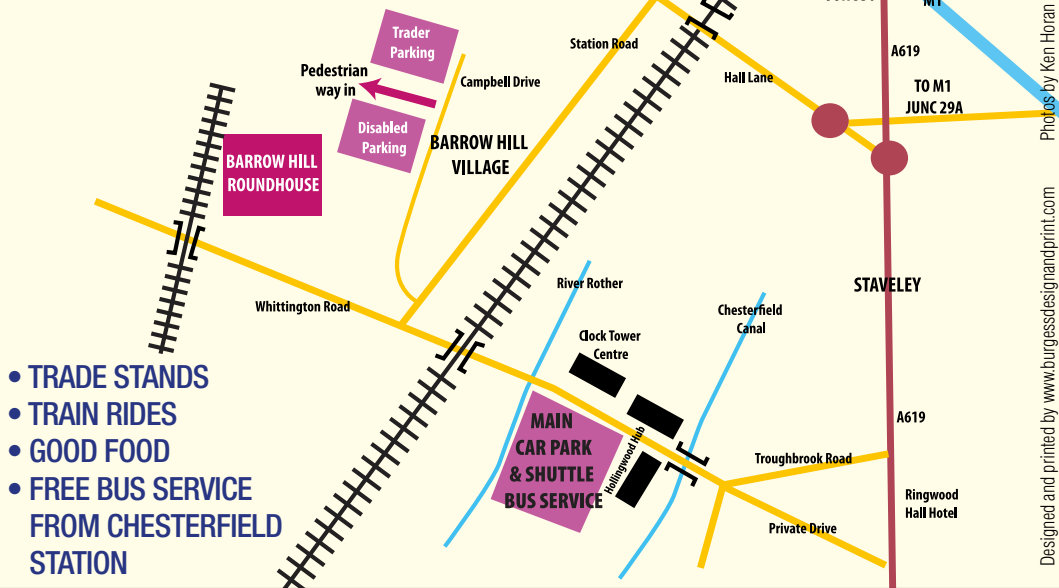 Trader
Parking
Pedestrian
way in
Disabled
Parking
Campbell Drive
Station Road
BARROW HILL
VILLAGE
BARROW HILL
ROUNDHOUSE
Whittington Road
Hall Lane
A619
M1
TO M1
JUNC 29A
STAVELEY
River Rother
Chesterfield
Canal
Clock Tower
Centre
MAIN
CAR PARK
& SHUTTLE
BUS SERVICE
Hollingwood Hub
Troughbrook Road
A619
Ringwood
Hall Hotel
Private Drive
• TRADE STANDS
• TRAIN RIDES
• GOOD FOOD
• FREE BUS SERVICE
FROM CHESTERFIELD
STATION
Photos by Ken Horan
Designed and printed by www.burgessdesignandprint.com